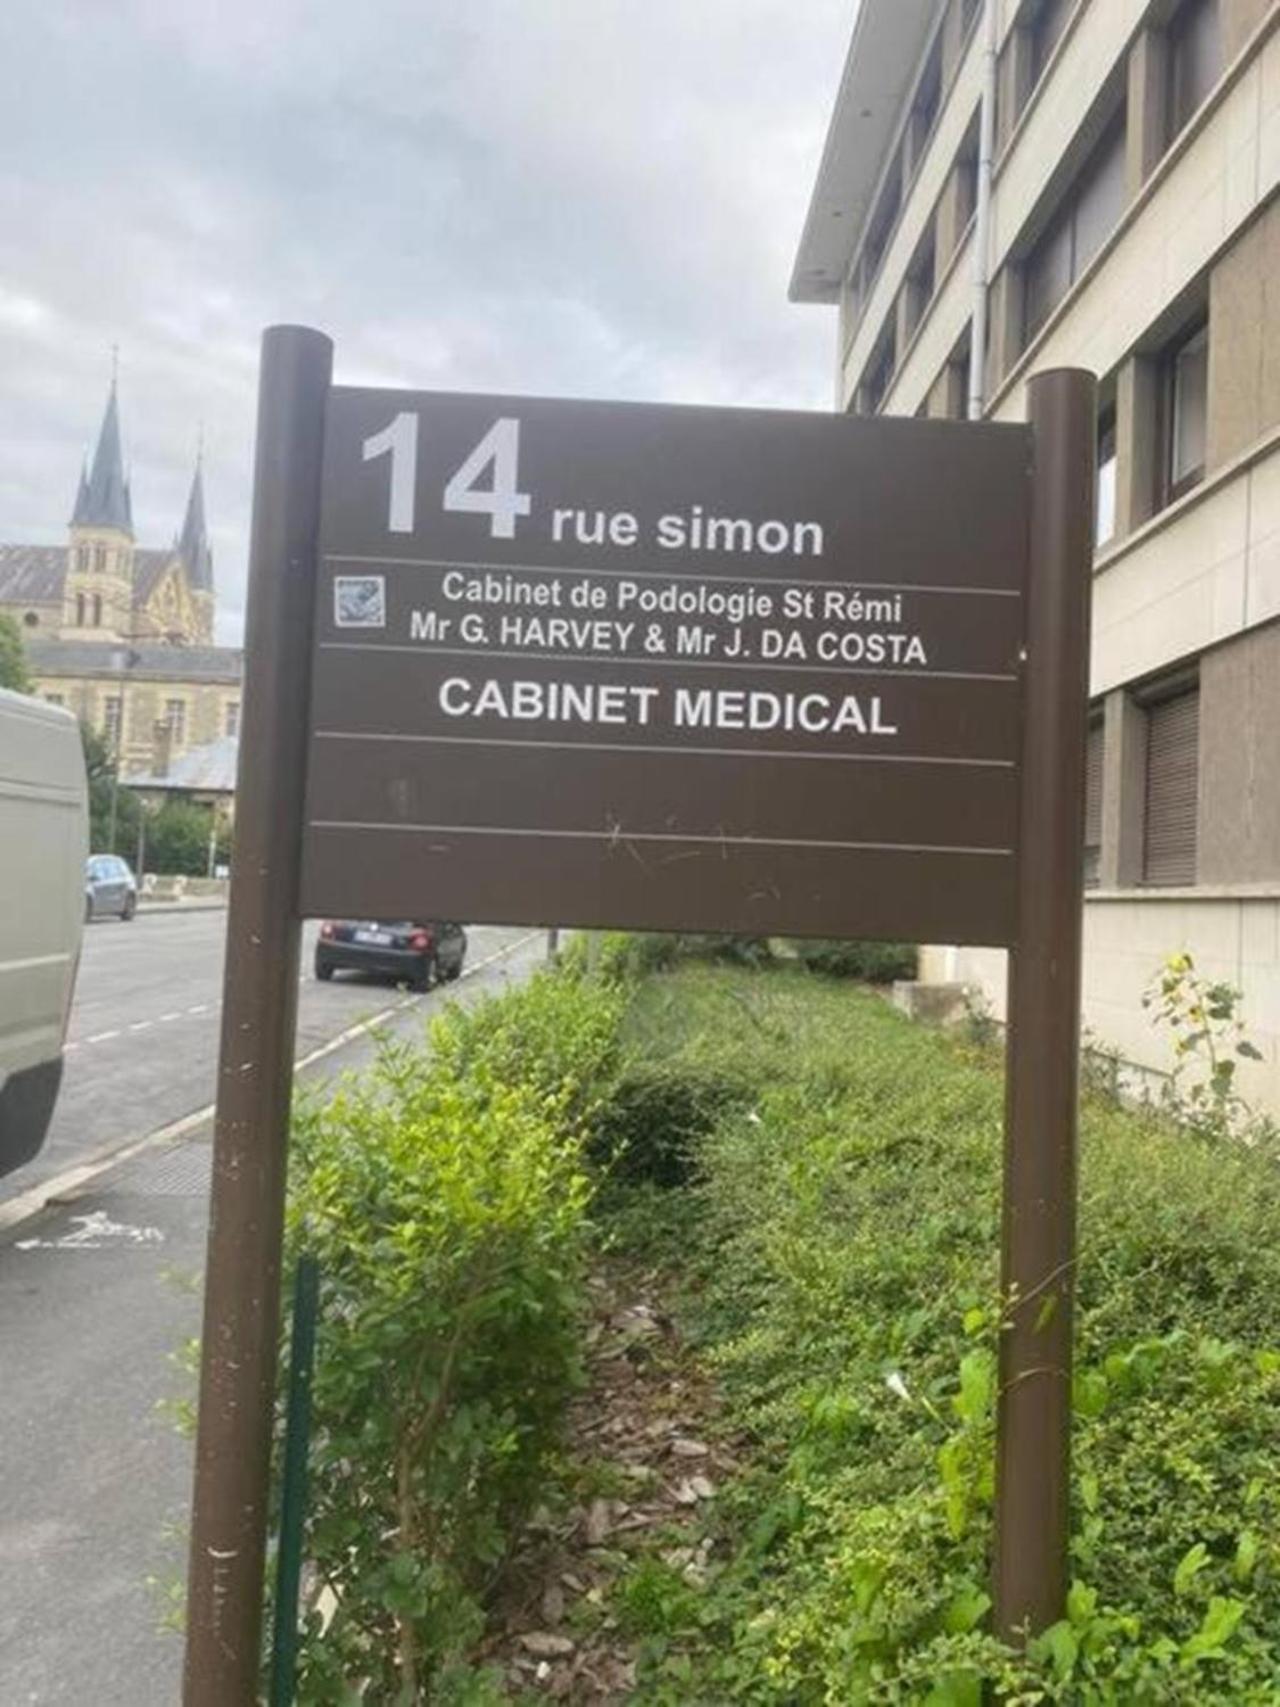 14 rue simon
Cabinet de Podologie St Rémi
Mr G. HARVEY & Mr J. DA COSTA
CABINET MEDICAL